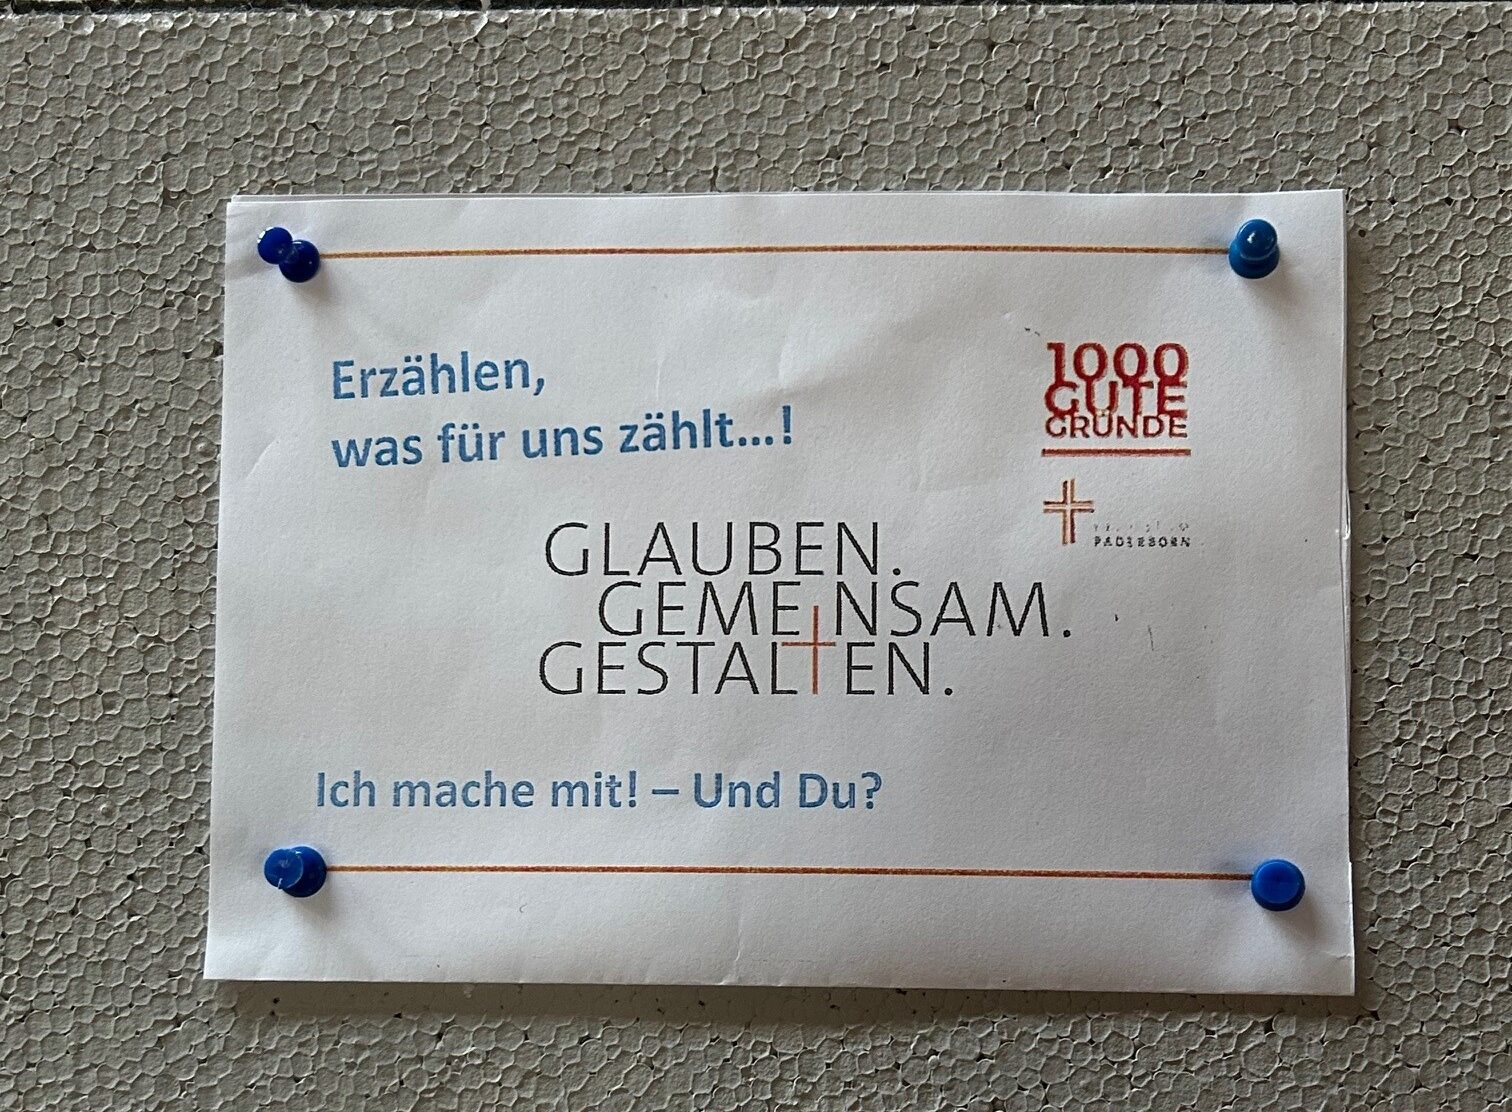 Erzählen,
was für uns zählt...!
1000
GUTE
GRÜNDE
PADERBORN
GLAUBEN.
GEMEINSAM.
GESTALTEN.
Ich mache mit! – Und Du?